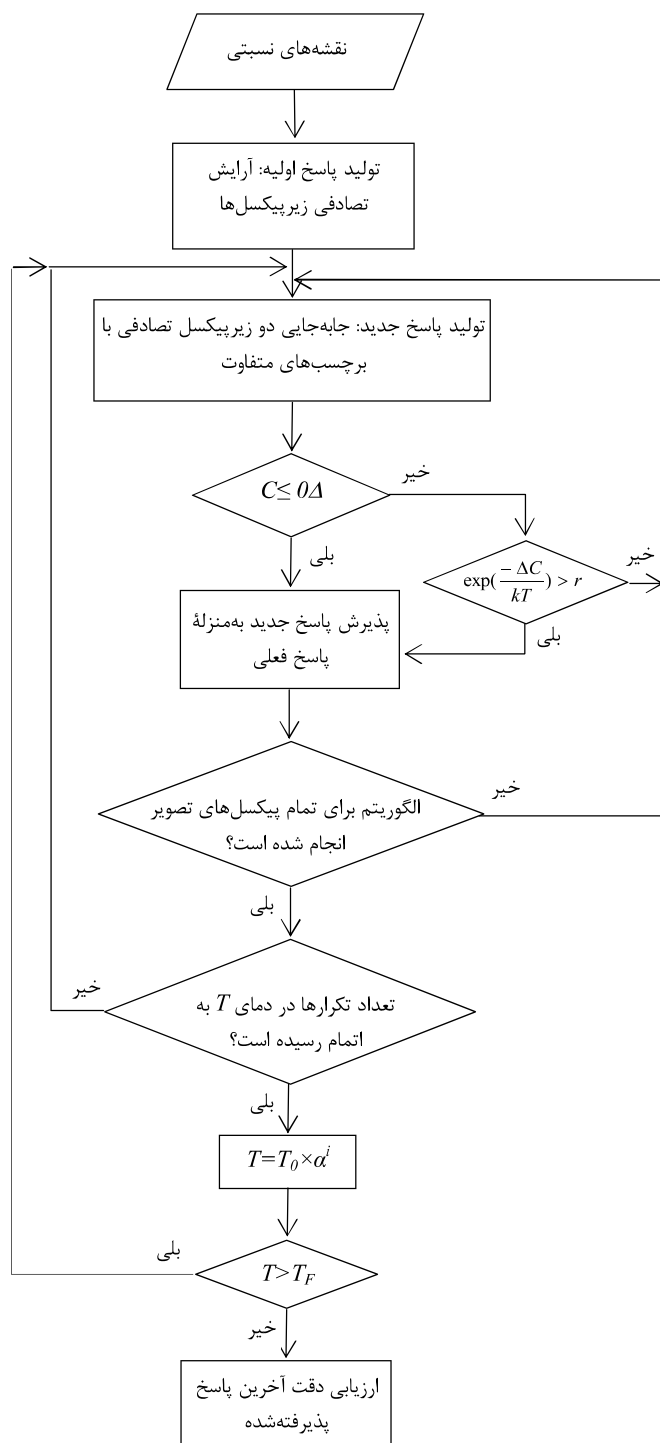 نقشه‌های نسبتی
تولید پاسخ اولیه: آرایش
تصادفی زیرپیکسل‌ها
تولید پاسخ جدید: جابه‌جایی دو زیرپیکسل تصادفی با
برچسب‌های متفاوت
C≤ 0Δ
خیر
بلی
exp(−ΔC/kT) > r
خیر
بلی
پذیرش پاسخ جدید به‌منزلۀ
پاسخ فعلی
الگوریتم برای تمام پیکسل‌های تصویر
انجام شده است؟
خیر
بلی
تعداد تکرارها در دمای T به
اتمام رسیده است؟
خیر
بلی
T=T₀×αⁱ
T>T_F
بلی
خیر
ارزیابی دقت آخرین پاسخ
پذیرفته‌شده